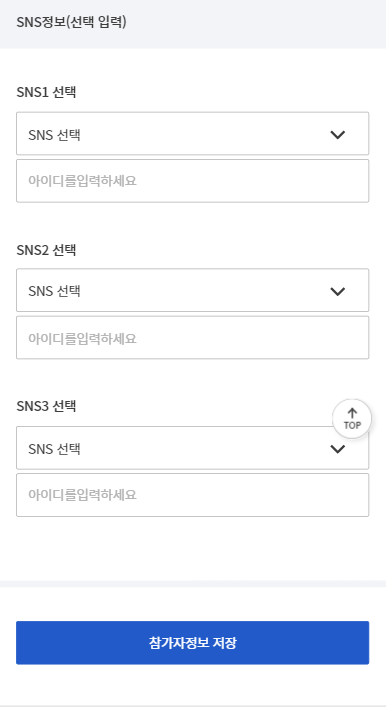 SNS정보(선택 입력)
SNS1 선택
SNS 선택
아이디를입력하세요
SNS2 선택
SNS 선택
아이디를입력하세요
SNS3 선택
TOP
SNS 선택
아이디를입력하세요
참가자정보 저장